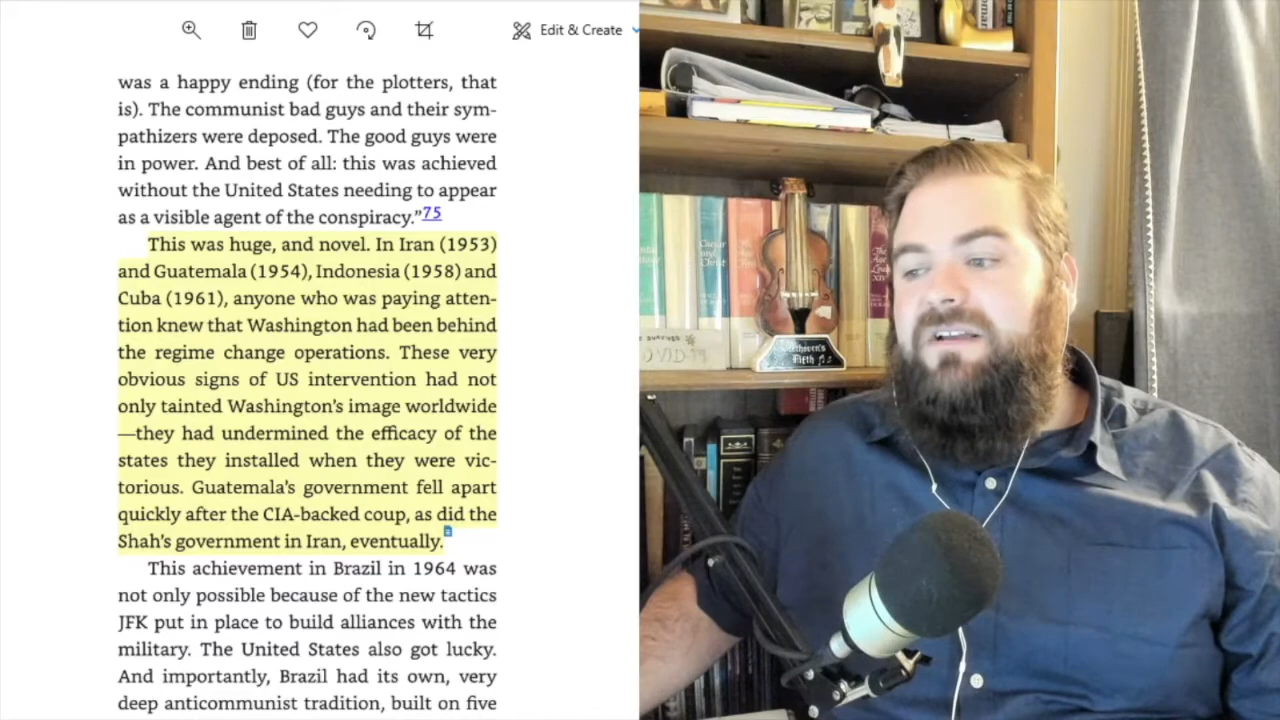 Edit & Create
was a happy ending (for the plotters, that
is). The communist bad guys and their sym-
pathizers were deposed. The good guys were
in power. And best of all: this was achieved
without the United States needing to appear
as a visible agent of the conspiracy.”75
This was huge, and novel. In Iran (1953)
and Guatemala (1954), Indonesia (1958) and
Cuba (1961), anyone who was paying atten-
tion knew that Washington had been behind
the regime change operations. These very
obvious signs of US intervention had not
only tainted Washington’s image worldwide
—they had undermined the efficacy of the
states they installed when they were vic-
torious. Guatemala’s government fell apart
quickly after the CIA-backed coup, as did the
Shah’s government in Iran, eventually.
This achievement in Brazil in 1964 was
not only possible because of the new tactics
JFK put in place to build alliances with the
military. The United States also got lucky.
And importantly, Brazil had its own, very
deep anticommunist tradition, built on five
Caesar
and
Christ
Beethoven's
Fifth